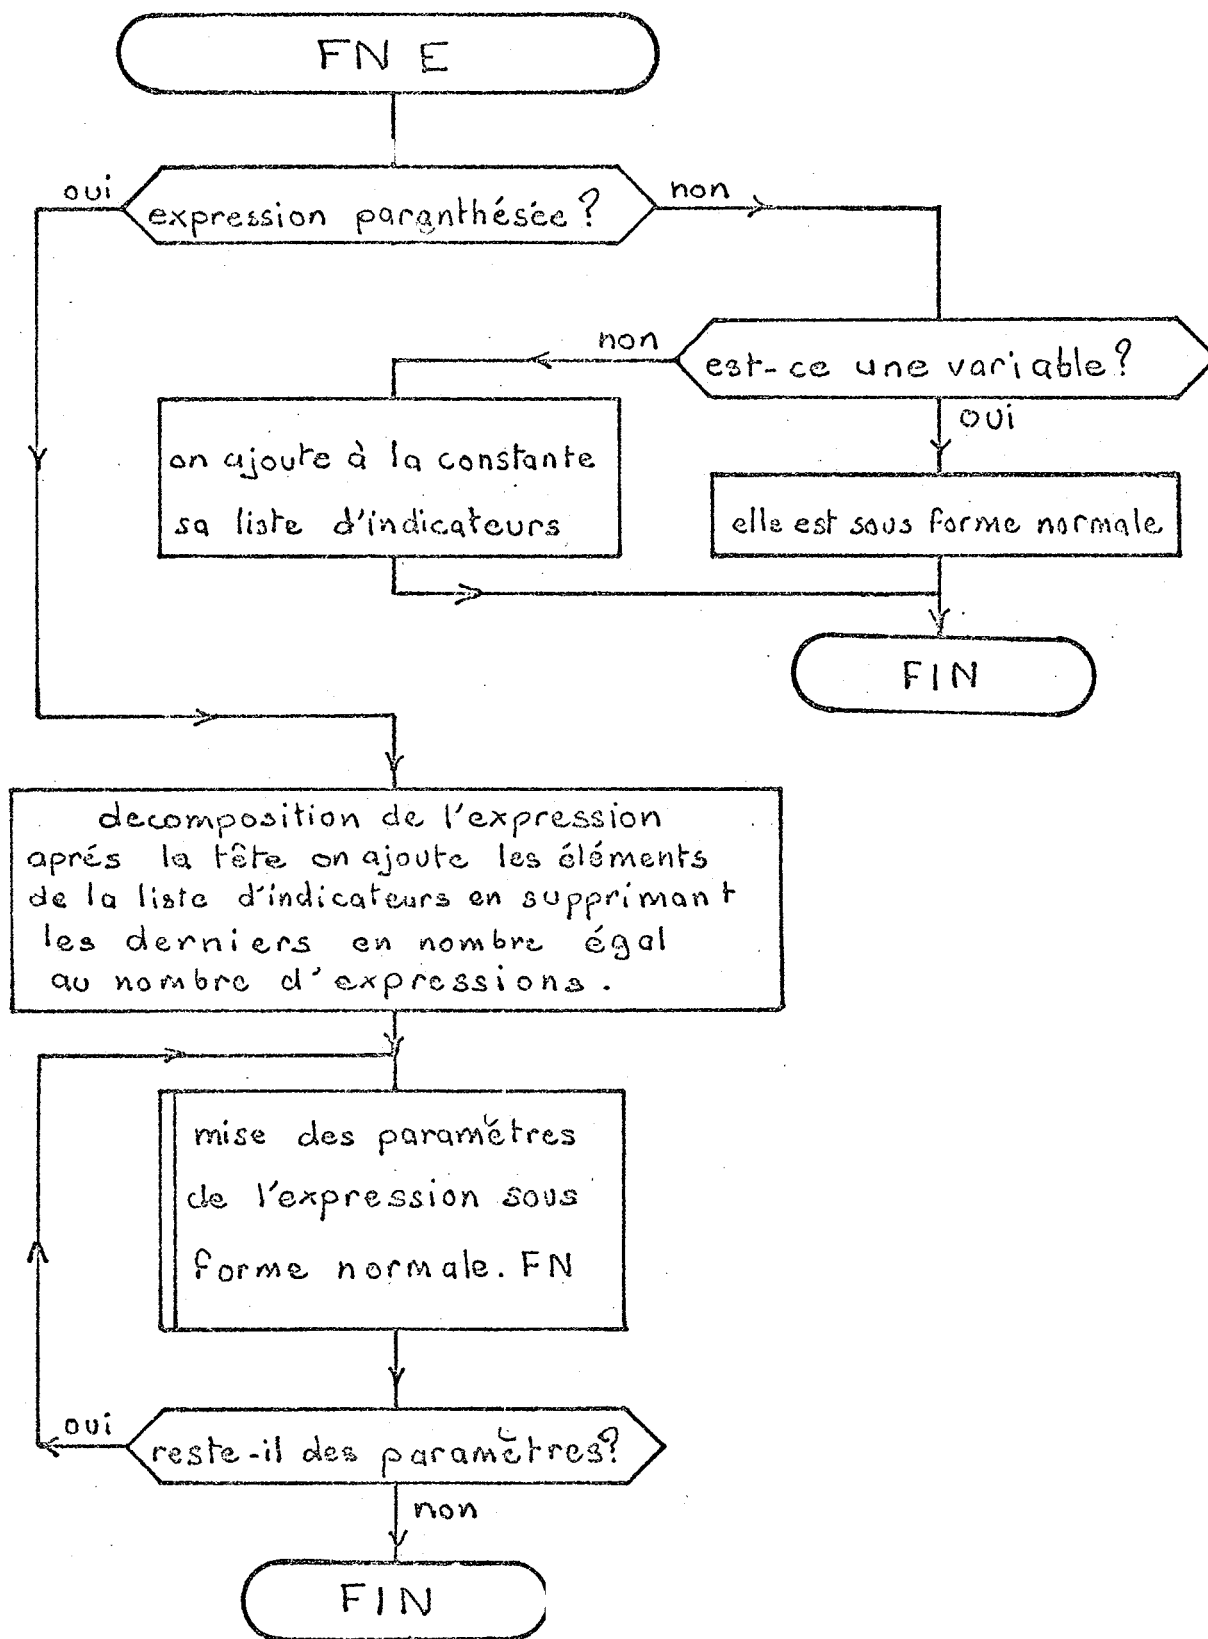 FN E
oui
expression paranthésée?
non
non
est-ce une variable?
oui
on ajoute à la constante
sa liste d'indicateurs
elle est sous forme normale
FIN
decomposition de l'expression
aprés la tête on ajoute les éléments
de la liste d'indicateurs en supprimant
les derniers en nombre égal
au nombre d'expressions.
mise des paramètres
de l'expression sous
forme normale. FN
oui
reste-il des paramètres?
non
FIN